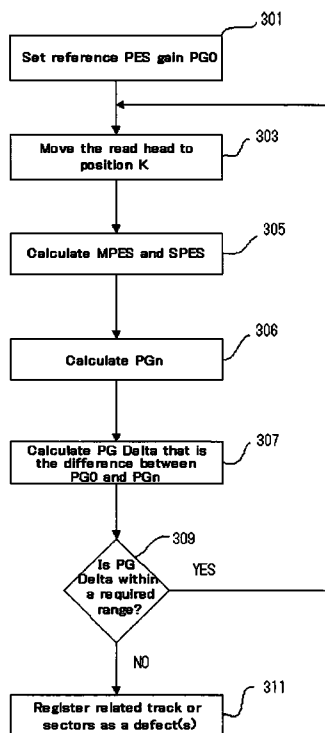 301
Set reference PES gain PG0
303
Move the read head to
position K
305
Calculate MPES and SPES
306
Calculate PGn
307
Calculate PG Delta that is
the difference between
PG0 and PGn
309
Is PG
Delta within
a required
range?
YES
NO
311
Register related track or
sectors as a defect(s)